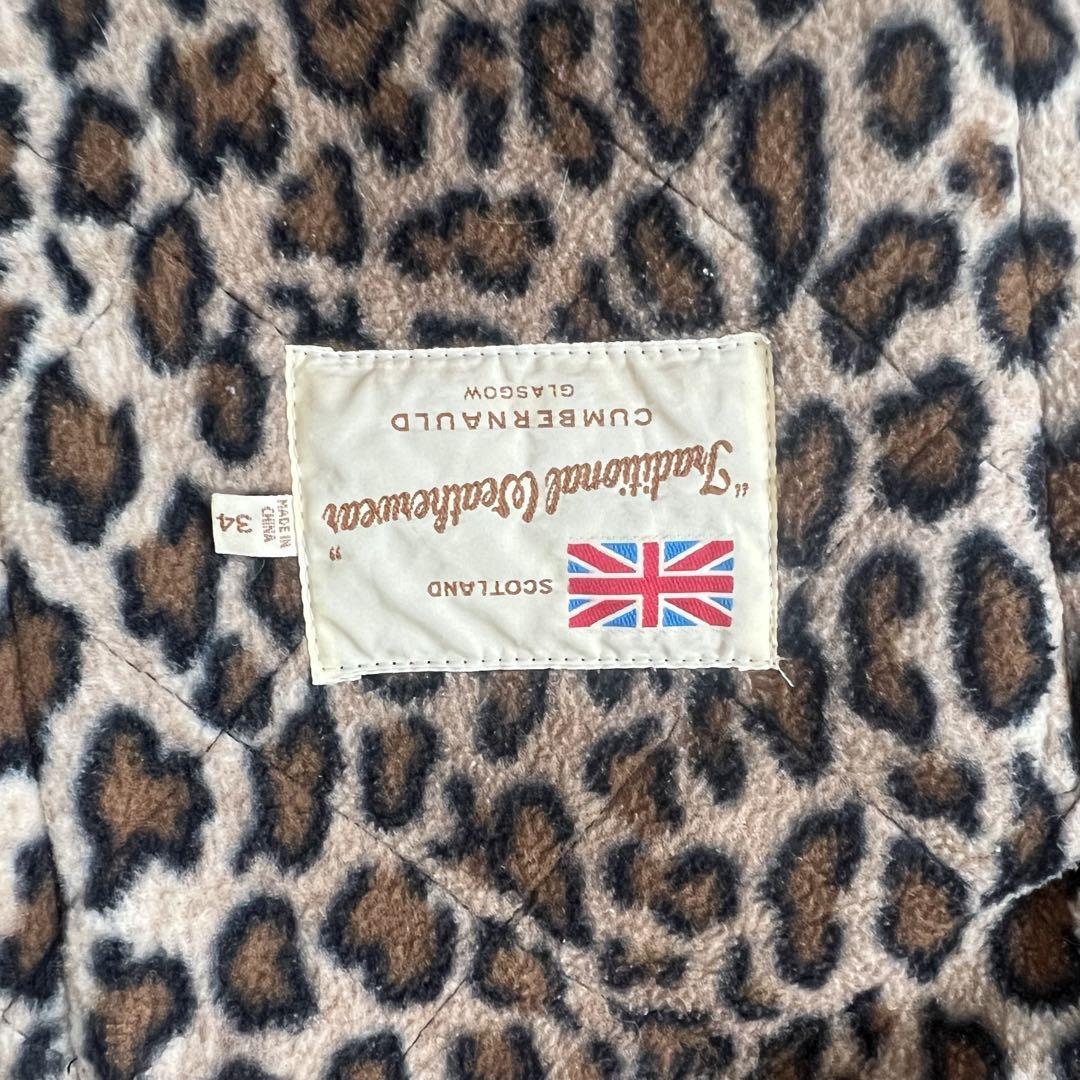 SCOTLAND
"Traditional Weatherwear"
CUMBERNAULD
GLASGOW
34
MADE IN
CHINA